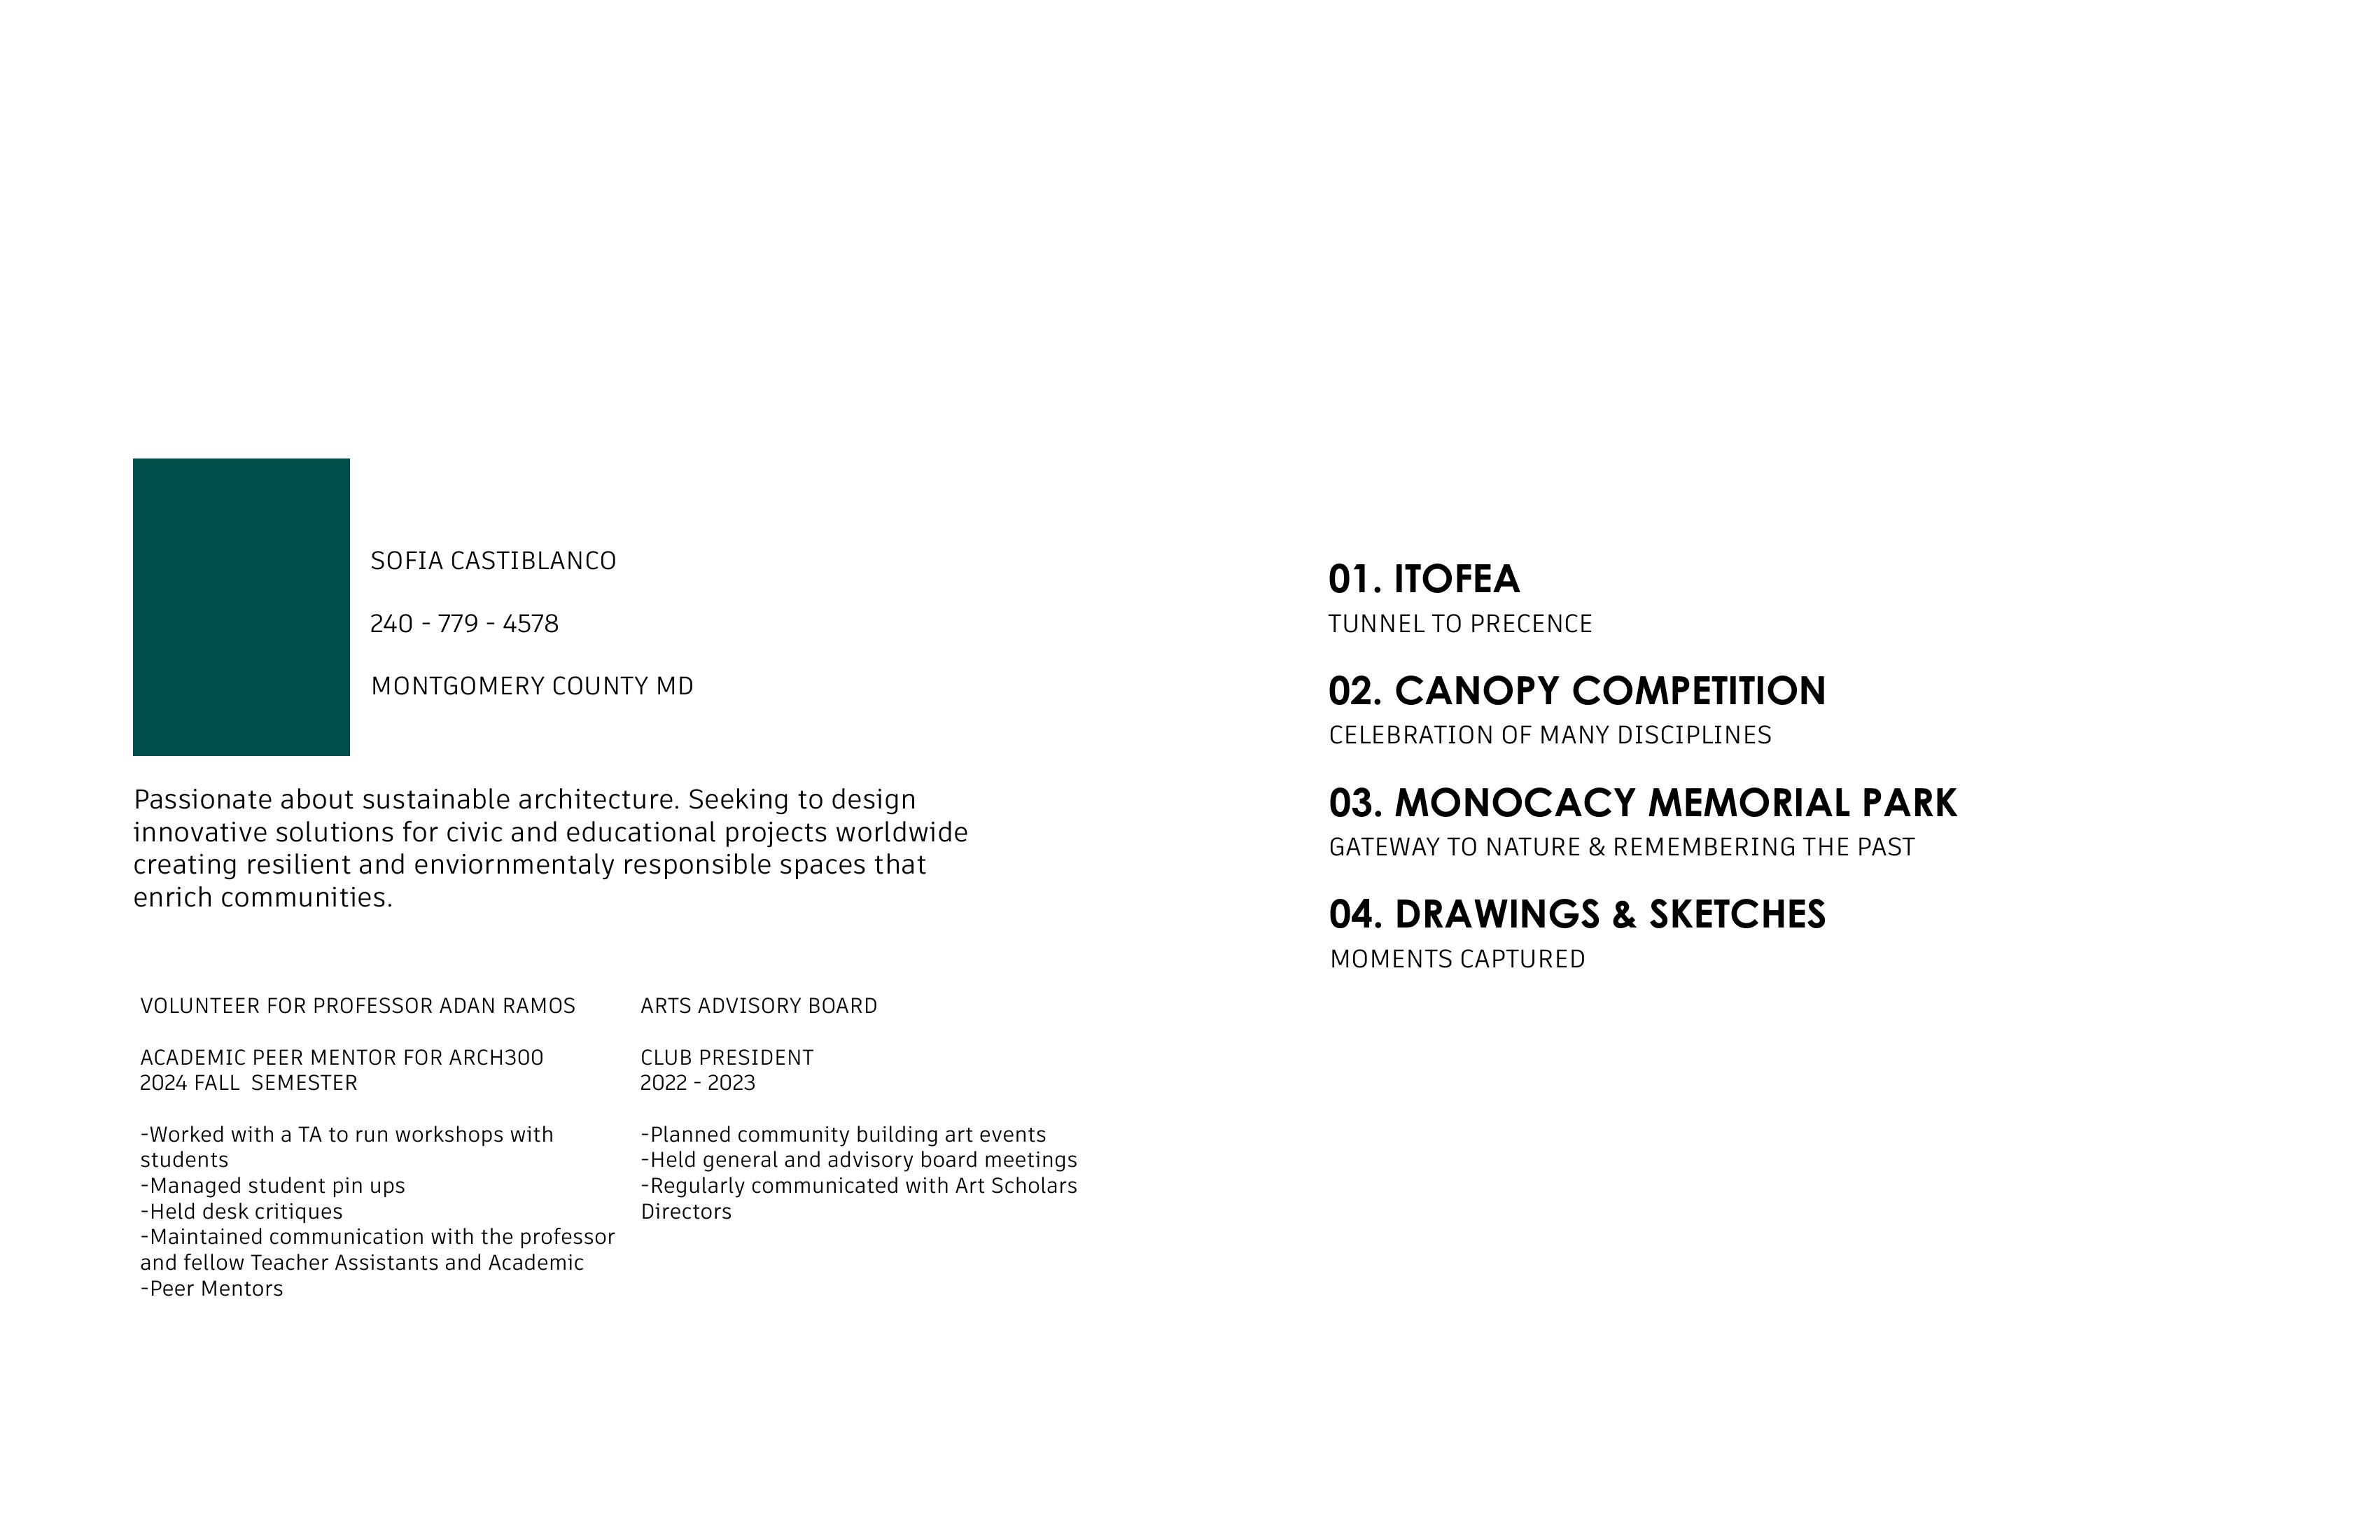 SOFIA CASTIBLANCO
240 - 779 - 4578
MONTGOMERY COUNTY MD
Passionate about sustainable architecture. Seeking to design
innovative solutions for civic and educational projects worldwide
creating resilient and enviornmentaly responsible spaces that
enrich communities.
VOLUNTEER FOR PROFESSOR ADAN RAMOS
ACADEMIC PEER MENTOR FOR ARCH300
2024 FALL  SEMESTER
-Worked with a TA to run workshops with
students
-Managed student pin ups
-Held desk critiques
-Maintained communication with the professor
and fellow Teacher Assistants and Academic
-Peer Mentors
ARTS ADVISORY BOARD
CLUB PRESIDENT
2022 - 2023
-Planned community building art events
-Held general and advisory board meetings
-Regularly communicated with Art Scholars
Directors
01. ITOFEA
TUNNEL TO PRECENCE
02. CANOPY COMPETITION
CELEBRATION OF MANY DISCIPLINES
03. MONOCACY MEMORIAL PARK
GATEWAY TO NATURE & REMEMBERING THE PAST
04. DRAWINGS & SKETCHES
MOMENTS CAPTURED